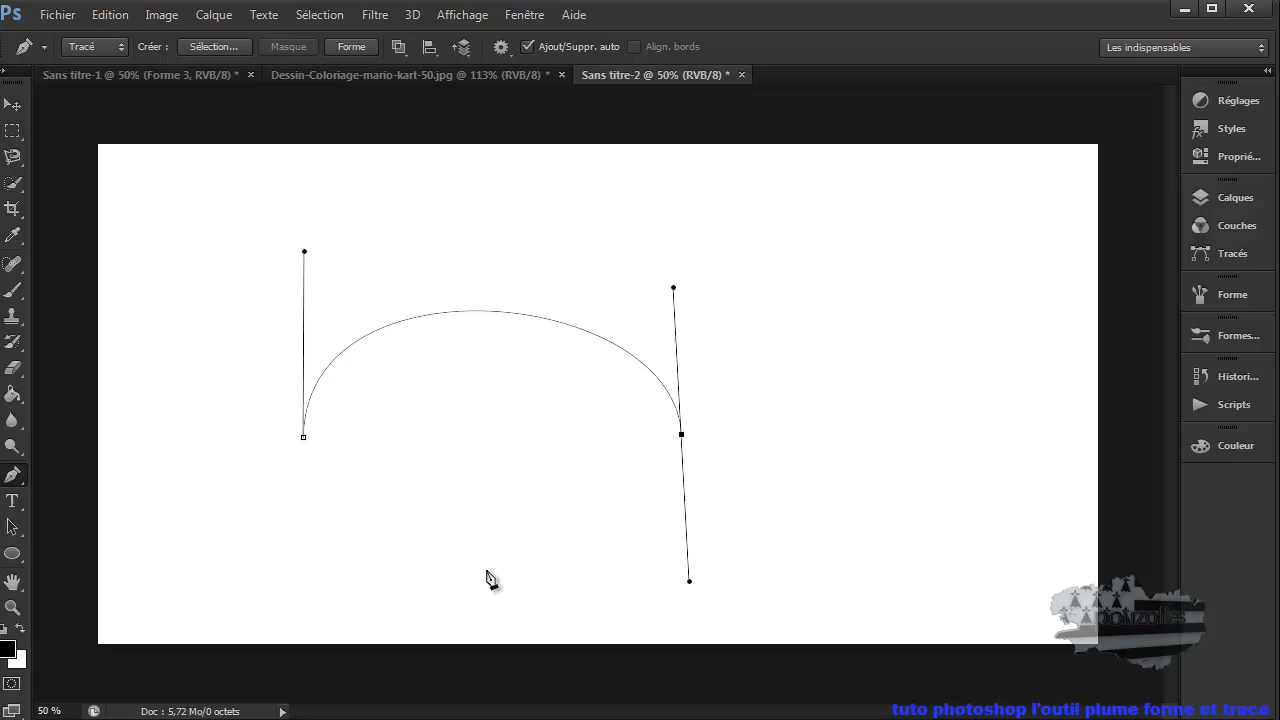 Ps Fichier Edition Image Calque Texte Sélection Filtre 3D Affichage Fenêtre Aide
Tracé Créer : Sélection... Masque Forme Ajout/Suppr. auto Align. bords Les indispensables
Sans titre-1 @ 50% (Forme 3, RVB/8) * Dessin-Coloriage-mario-kart-50.jpg @ 113% (RVB/8) * Sans titre-2 @ 50% (RVB/8) *
Réglages
Styles
Proprié...
Calques
Couches
Tracés
Forme
Formes...
Histori...
Scripts
Couleur
T
50 % Doc : 5,72 Mo/0 octets
tuto photoshop l'outil plume forme et tracé